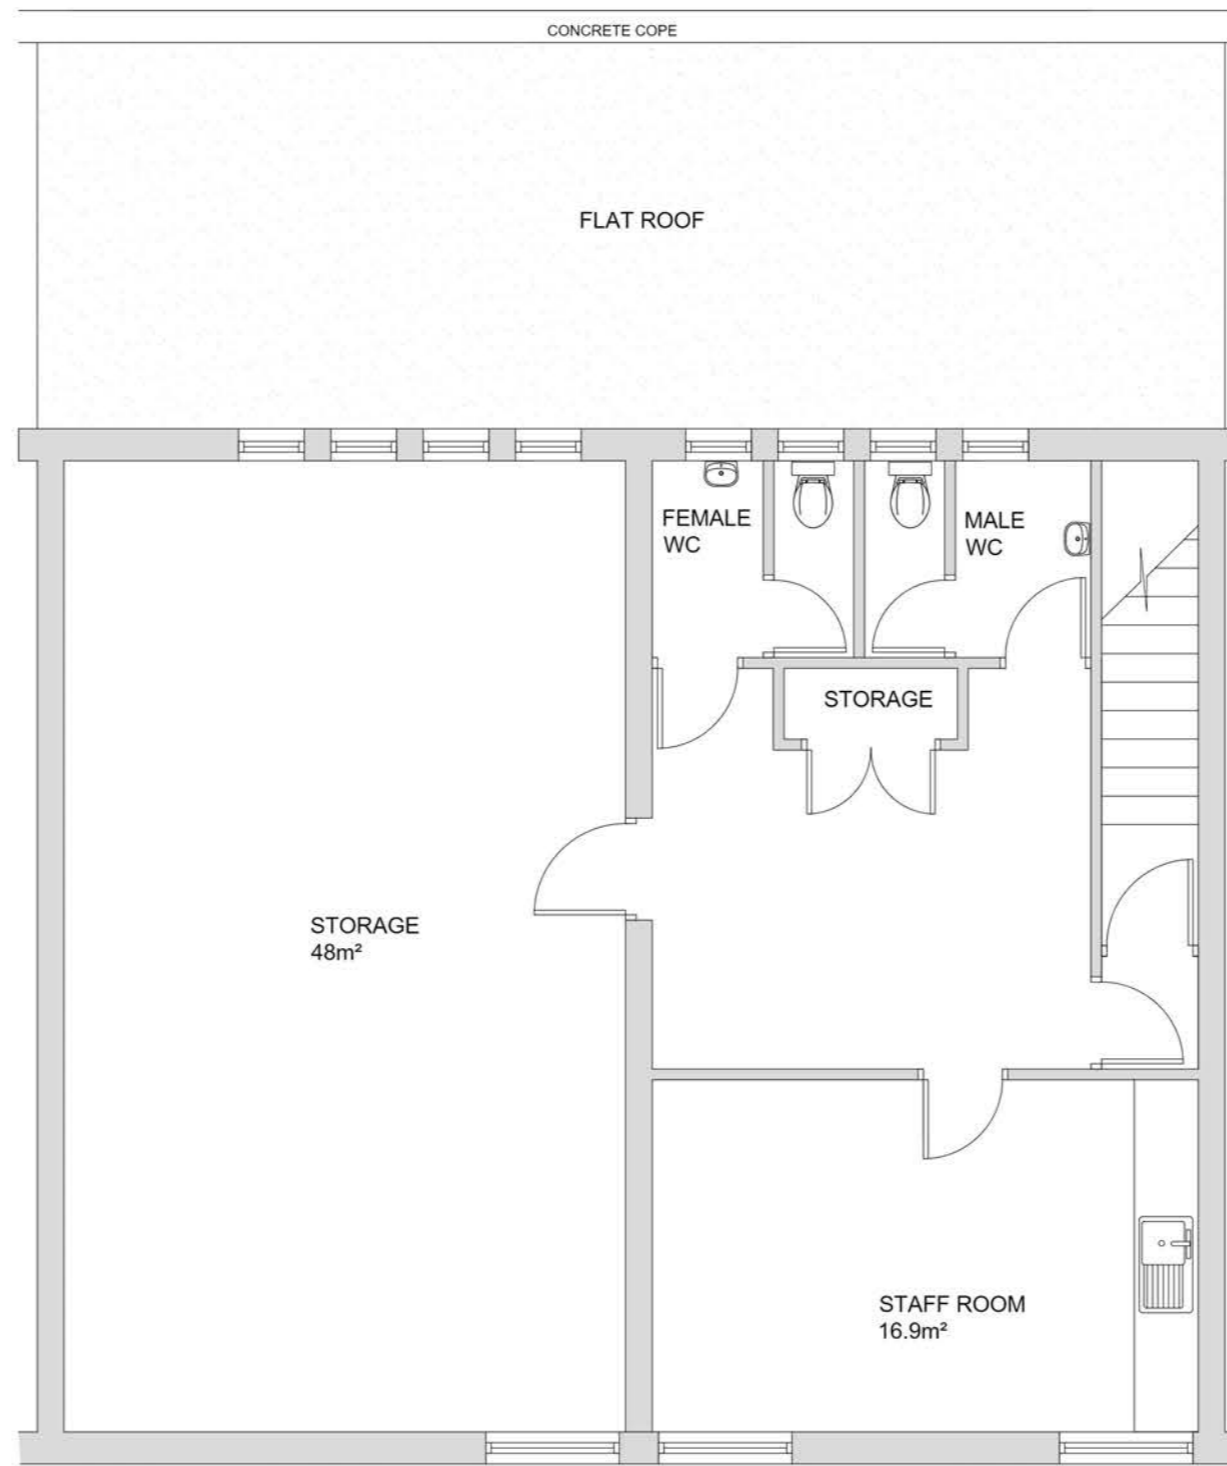 CONCRETE COPE
FLAT ROOF
FEMALE
WC
MALE
WC
STORAGE
STORAGE
48m²
STAFF ROOM
16.9m²